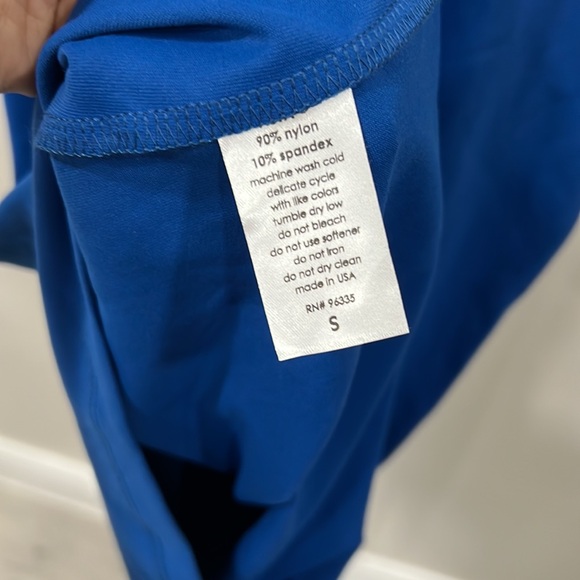 90% nylon
10% spandex
machine wash cold
delicate cycle
with like colors
tumble dry low
do not bleach
do not use softener
do not iron
do not dry clean
made in USA
RN# 96335
S